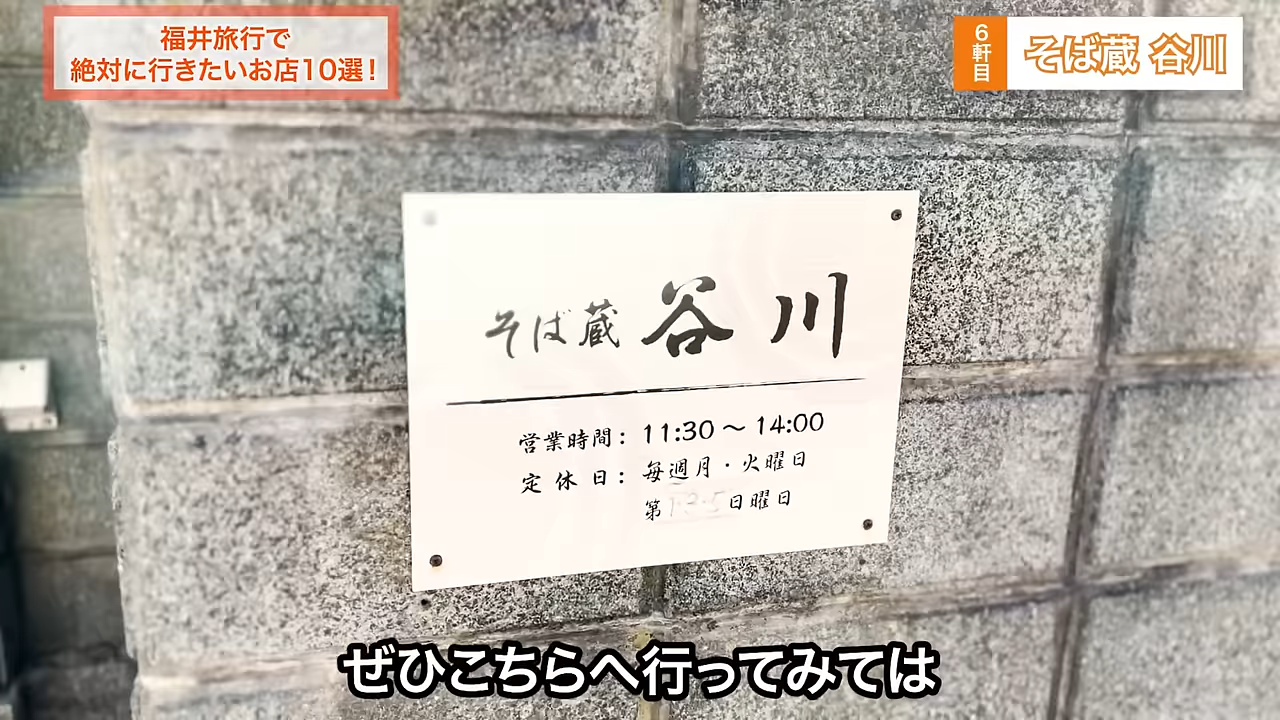 福井旅行で
絶対に行きたいお店10選！
6軒目
そば蔵 谷川
そば蔵 谷川
営業時間：11:30～14:00
定休日：毎週月・火曜日
第1・3・5日曜日
ぜひこちらへ行ってみては